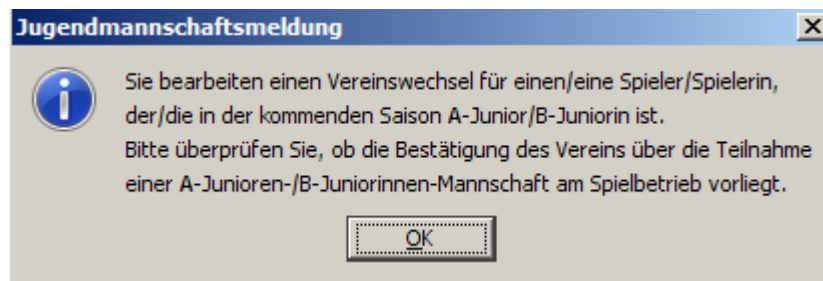 Jugendmannschaftsmeldung
Sie bearbeiten einen Vereinswechsel für einen/eine Spieler/Spielerin,
der/die in der kommenden Saison A-Junior/B-Juniorin ist.
Bitte überprüfen Sie, ob die Bestätigung des Vereins über die Teilnahme
einer A-Junioren-/B-Juniorinnen-Mannschaft am Spielbetrieb vorliegt.
OK